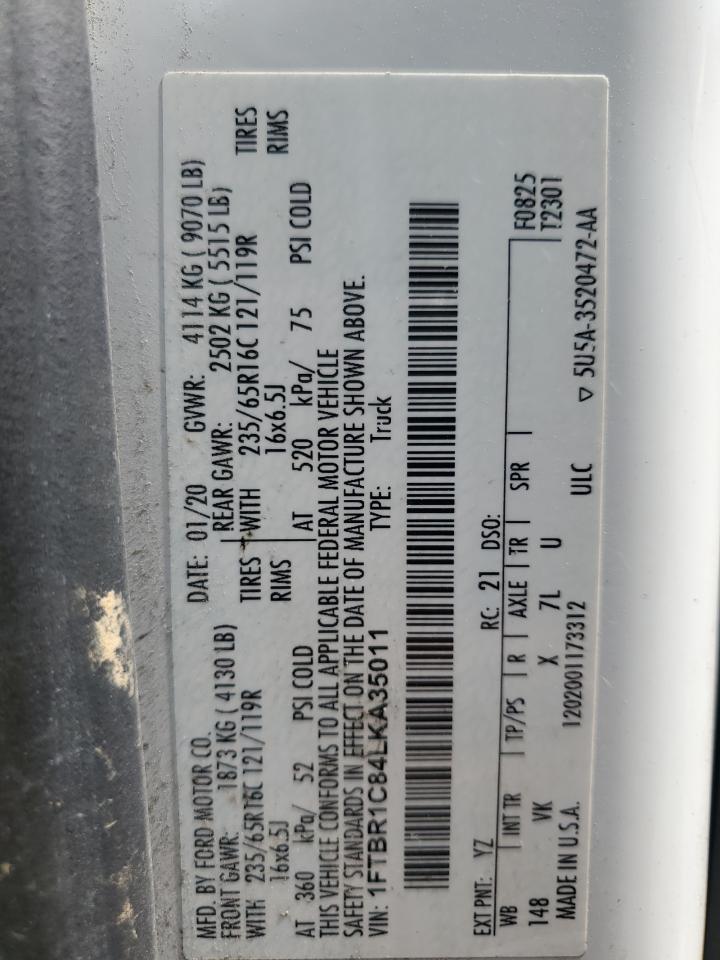 MFD. BY FORD MOTOR CO. DATE: 01/20 GVWR: 4114 KG ( 9070 LB)
FRONT GAWR: 1873 KG ( 4130 LB) REAR GAWR: 2502 KG ( 5515 LB)
WITH 235/65R16C 121/119R TIRES WITH 235/65R16C 121/119R TIRES
16x6.5J RIMS 16x6.5J RIMS
AT 360 kPa/ 52 PSI COLD AT 520 kPa/ 75 PSI COLD
THIS VEHICLE CONFORMS TO ALL APPLICABLE FEDERAL MOTOR VEHICLE
SAFETY STANDARDS IN EFFECT ON THE DATE OF MANUFACTURE SHOWN ABOVE.
VIN: 1FTBR1C84LKA35011 TYPE: Truck
EXT PNT: YZ RC: 21 DSO:
WB INT TR TP/PS R AXLE TR SPR F0825
148 VK X 7L U T2301
MADE IN U.S.A. 1202001173312 ULC ▽ 5U5A-3520472-AA